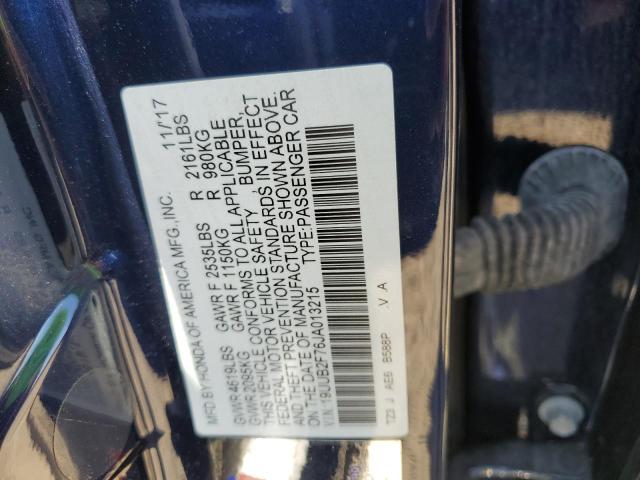 MFD BY HONDA OF AMERICA MFG.,INC. 11/17
GVWR 4619LBS GAWR F 2535LBS R 2161LBS
GVWR 2095KG GAWR F 1150KG R 980KG
THIS VEHICLE CONFORMS TO ALL APPLICABLE
FEDERAL MOTOR VEHICLE SAFETY , BUMPER,
AND THEFT PREVENTION STANDARDS IN EFFECT
ON THE DATE OF MANUFACTURE SHOWN ABOVE.
V.I.N. 19UUB2F76JA013215 TYPE:PASSENGER CAR
TZ3 J AE6 B588P .V .A